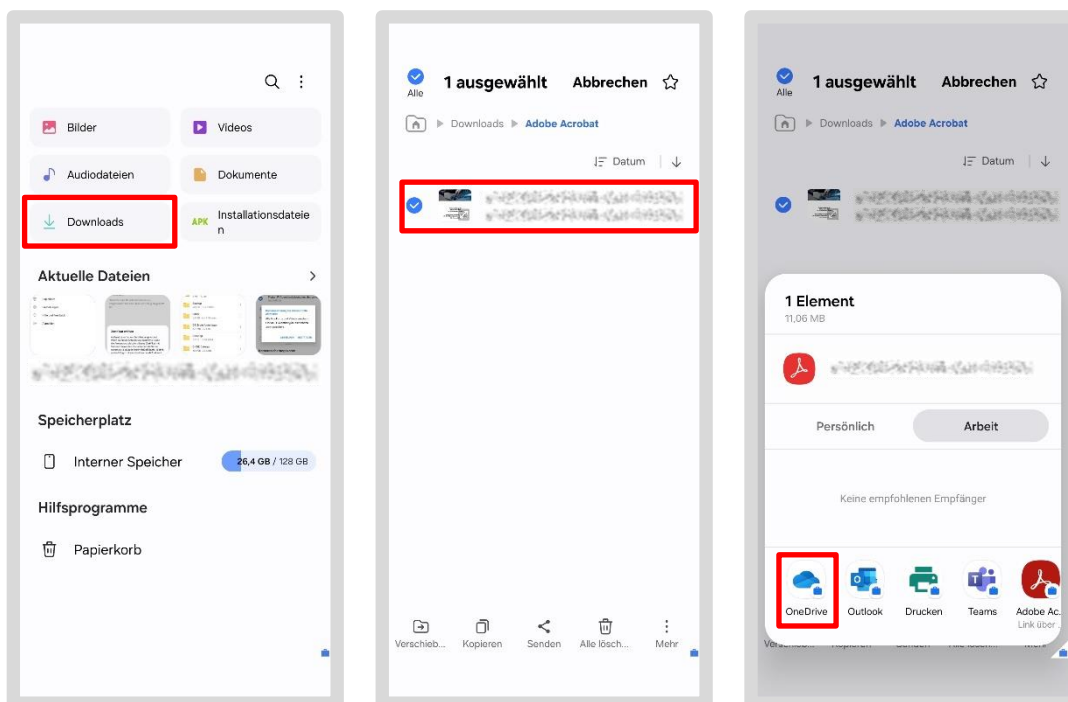 Bilder
Videos
Audiodateien
Dokumente
Downloads
APK
Installationsdateie
n
Aktuelle Dateien
Speicherplatz
Interner Speicher
26,4 GB / 128 GB
Hilfsprogramme
Papierkorb
Alle
1 ausgewählt
Abbrechen
Downloads
Adobe Acrobat
Datum
Verschieb...
Kopieren
Senden
Alle lösch...
Mehr
Alle
1 ausgewählt
Abbrechen
Downloads
Adobe Acrobat
Datum
1 Element
11,06 MB
Persönlich
Arbeit
Keine empfohlenen Empfänger
OneDrive
Outlook
Drucken
Teams
Adobe Ac.
Link über .